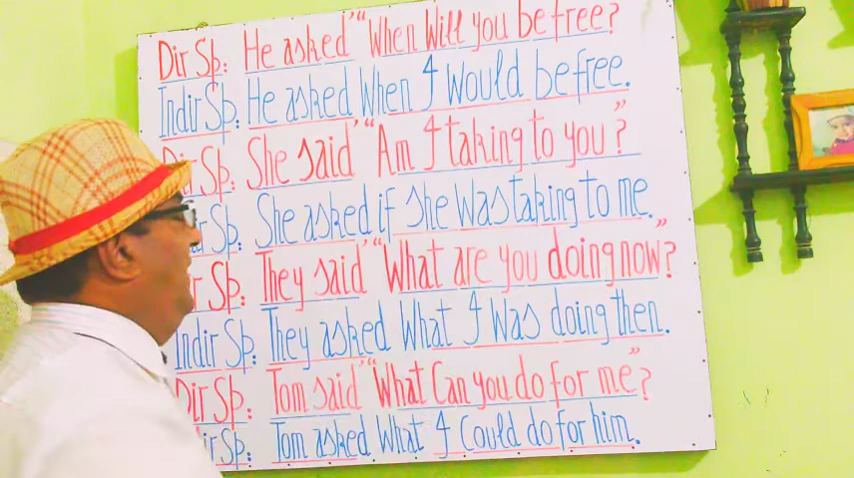 Dir Sp: He asked "When Will you be free?"
Indir Sp: He asked When I Would be free.
Dir Sp: She said "Am I taking to you?"
Indir Sp: She asked if she Was taking to me.
Dir Sp: They said "What are you doing now"?
Indir Sp: They asked What I Was doing then.
Dir Sp: Tom said "What Can you do for me"?
Indir Sp: Tom asked What I Could do for him.